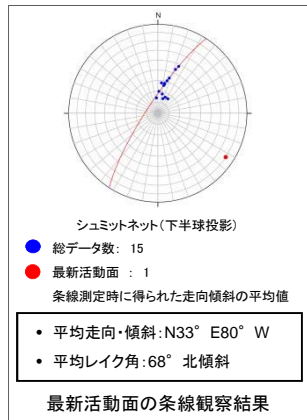 N
シュミットネット(下半球投影)
総データ数: 15
最新活動面 : 1
条線測定時に得られた走向傾斜の平均値
• 平均走向・傾斜:N33° E80° W
• 平均レイク角:68° 北傾斜
最新活動面の条線観察結果